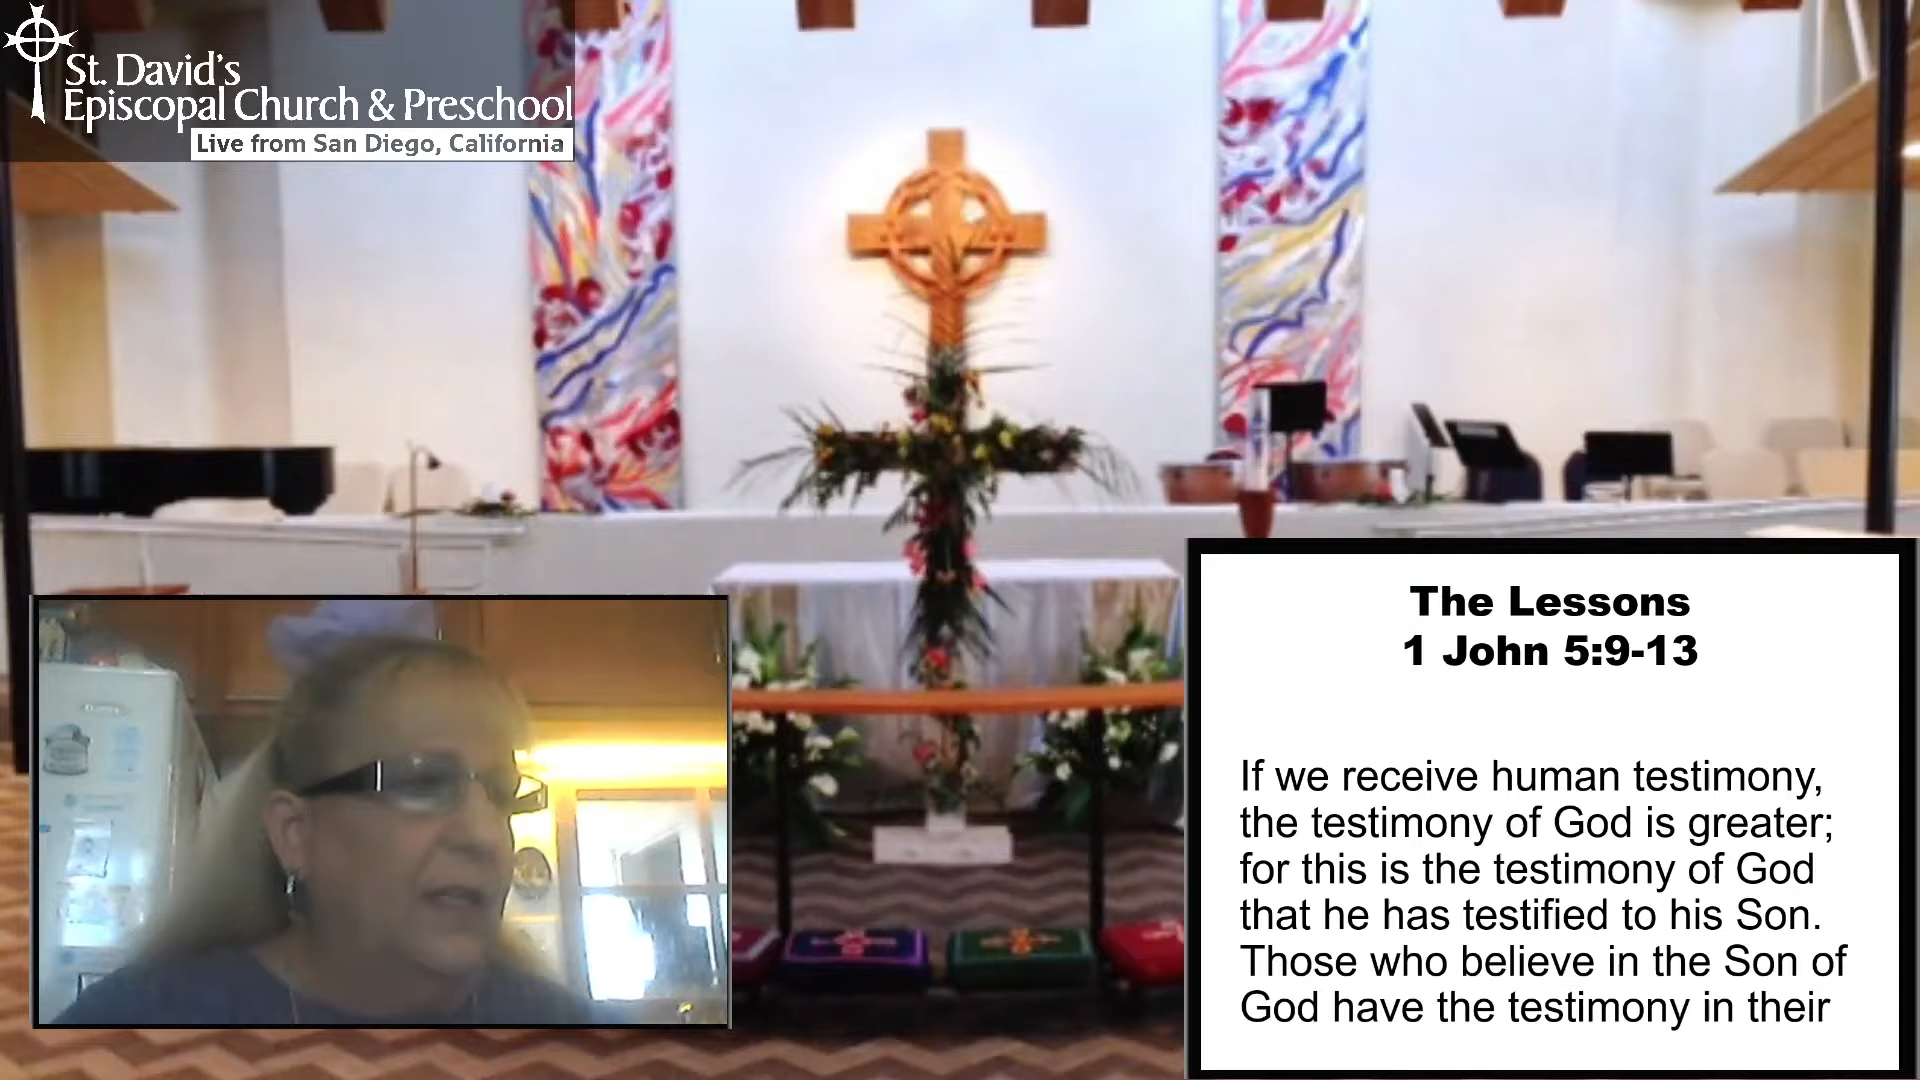 St. David's
Episcopal Church & Preschool
Live from San Diego, California
The Lessons
1 John 5:9-13
If we receive human testimony,
the testimony of God is greater;
for this is the testimony of God
that he has testified to his Son.
Those who believe in the Son of
God have the testimony in their